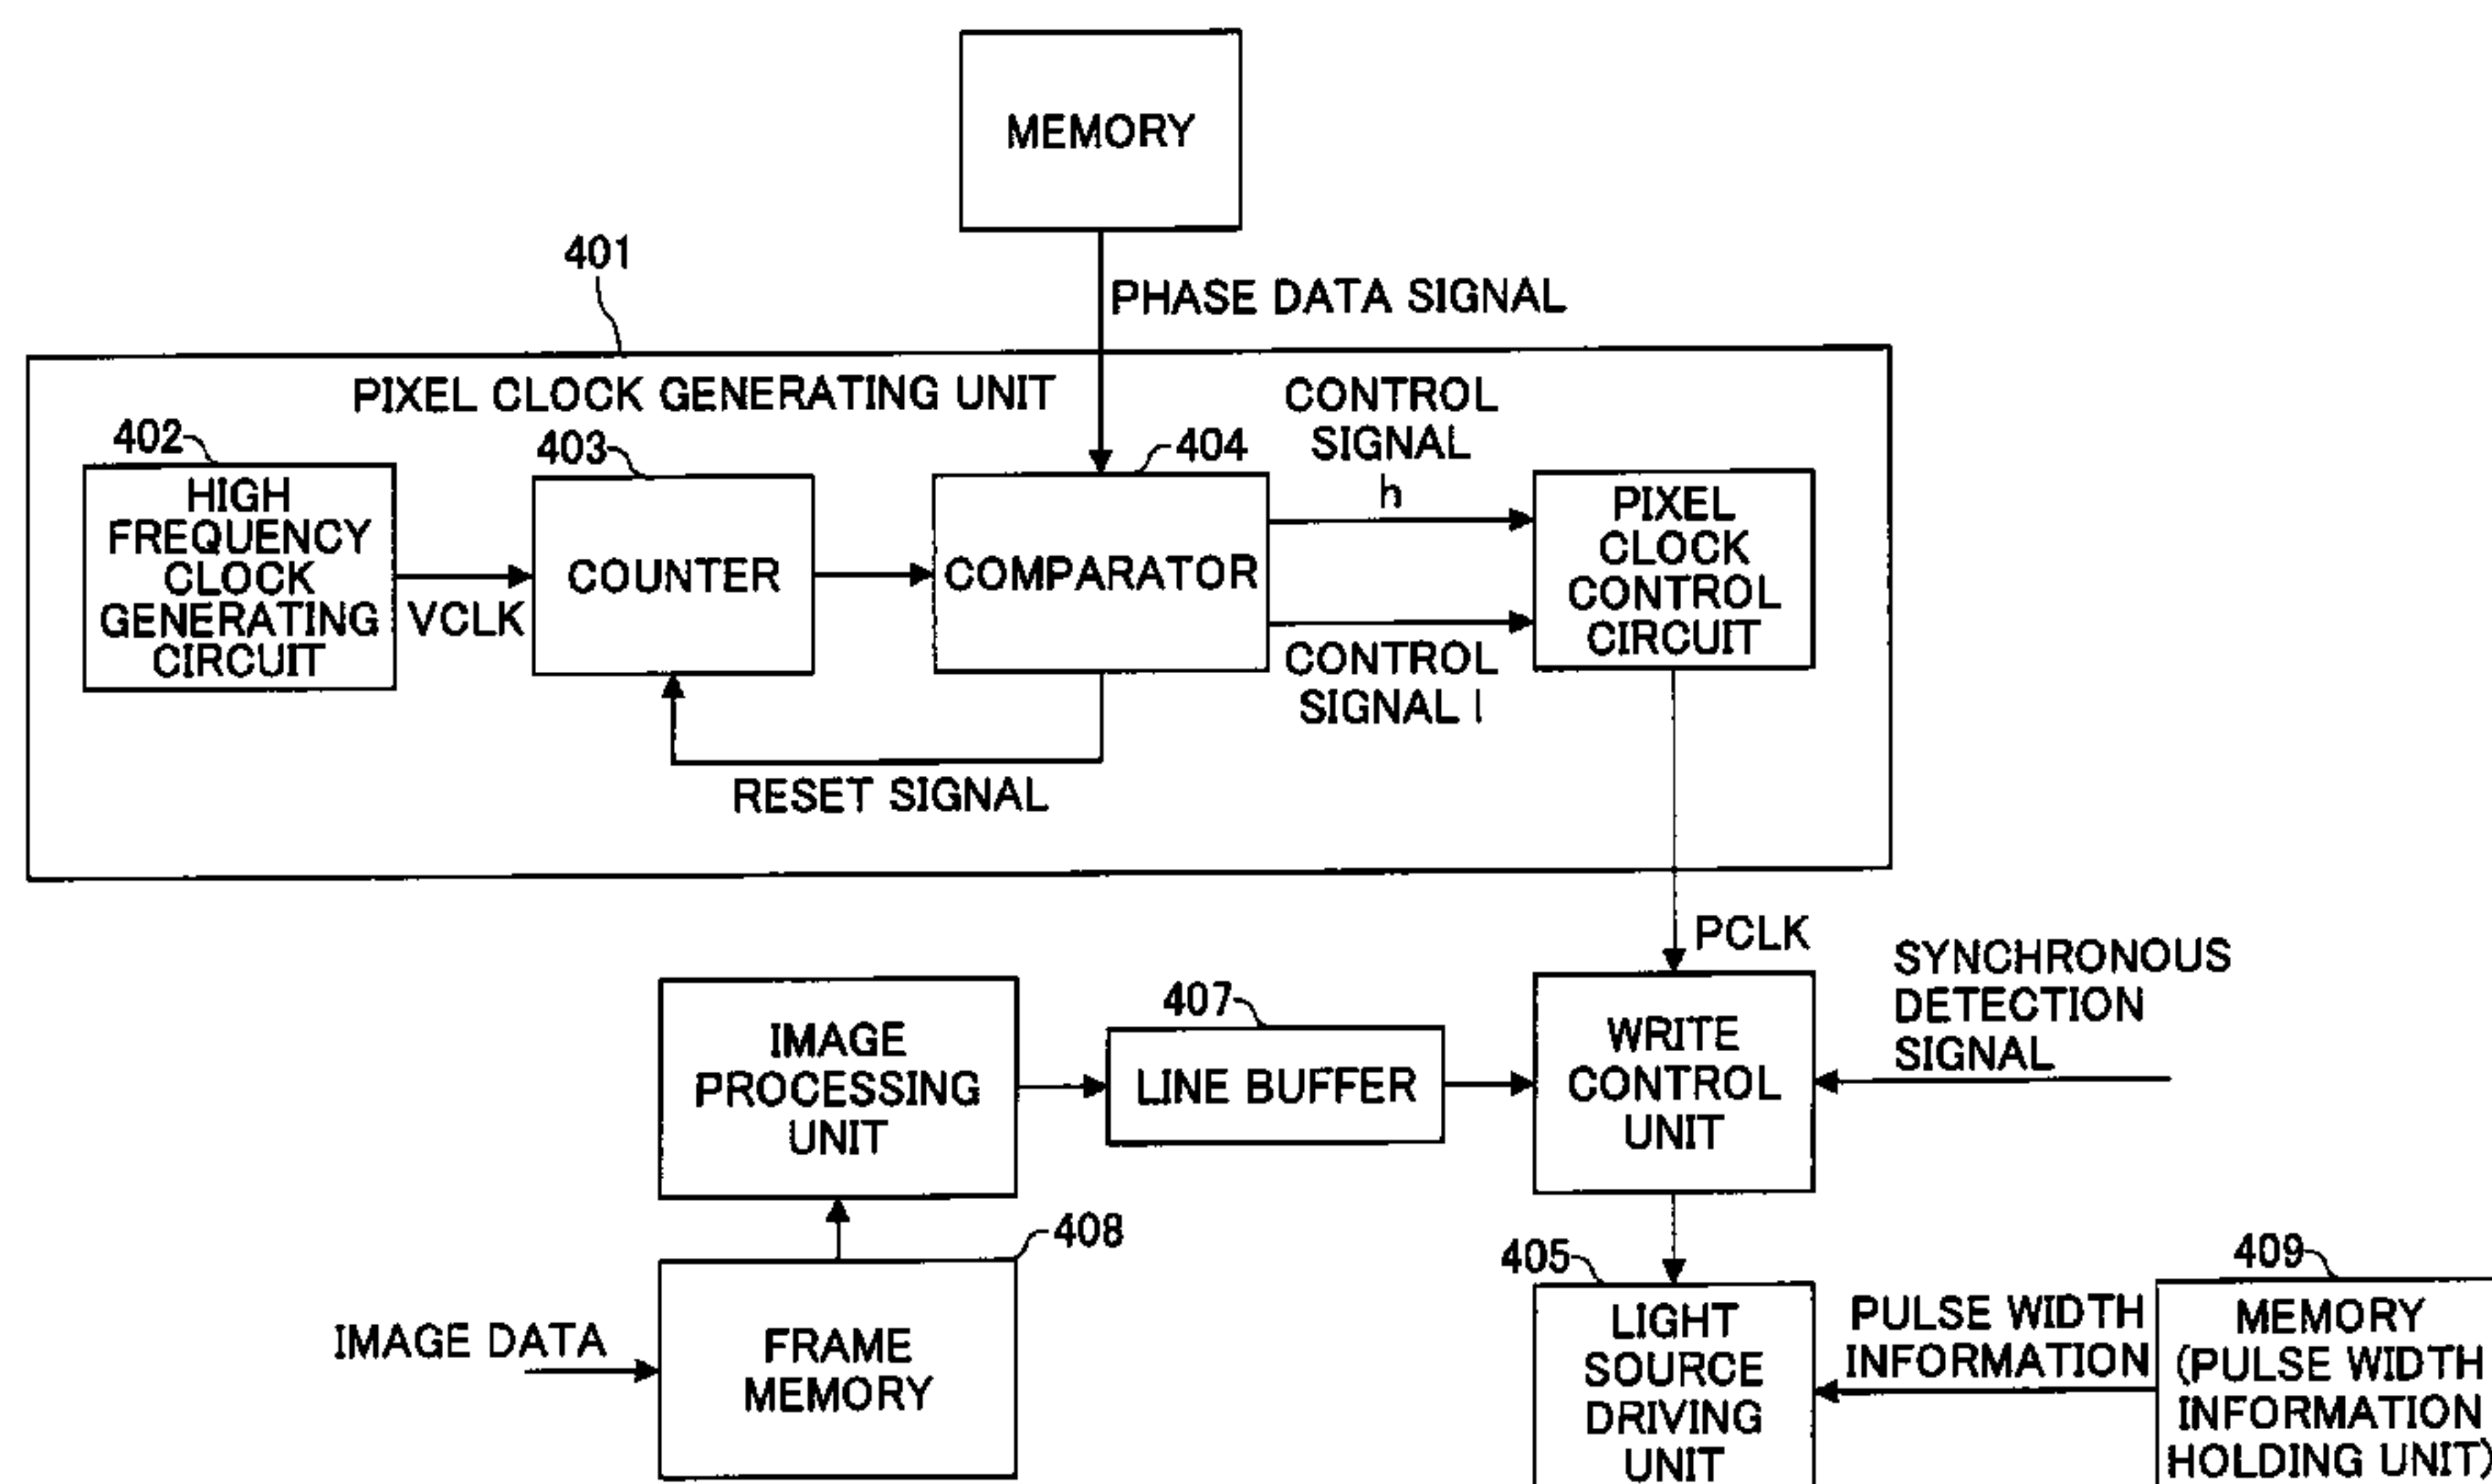 MEMORY
401
PHASE DATA SIGNAL
PIXEL CLOCK GENERATING UNIT
402
HIGH
FREQUENCY
CLOCK
GENERATING
CIRCUIT
VCLK
403
COUNTER
404
COMPARATOR
CONTROL
SIGNAL
h
CONTROL
SIGNAL l
PIXEL
CLOCK
CONTROL
CIRCUIT
RESET SIGNAL
PCLK
SYNCHRONOUS
DETECTION
SIGNAL
IMAGE
PROCESSING
UNIT
407
LINE BUFFER
WRITE
CONTROL
UNIT
408
IMAGE DATA
FRAME
MEMORY
405
LIGHT
SOURCE
DRIVING
UNIT
PULSE WIDTH
INFORMATION
409
MEMORY
(PULSE WIDTH
INFORMATION
HOLDING UNIT)